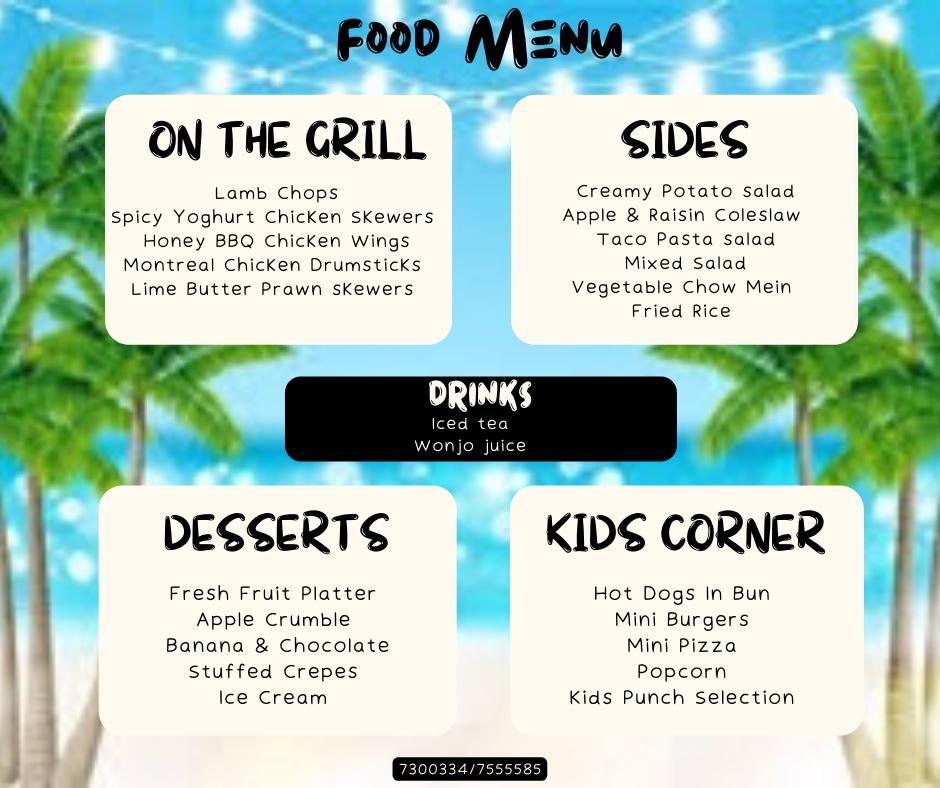 Food Menu
ON THE GRILL
Lamb Chops
Spicy Yoghurt Chicken Skewers
Honey BBQ Chicken Wings
Montreal Chicken Drumsticks
Lime Butter Prawn skewers
SIDES
Creamy Potato salad
Apple & Raisin Coleslaw
Taco Pasta salad
Mixed Salad
Vegetable Chow Mein
Fried Rice
DRINKS
Iced tea
Wonjo juice
DESSERTS
Fresh Fruit Platter
Apple Crumble
Banana & Chocolate
Stuffed Crepes
Ice Cream
KIDS CORNER
Hot Dogs In Bun
Mini Burgers
Mini Pizza
Popcorn
Kids Punch Selection
7300334/7555585